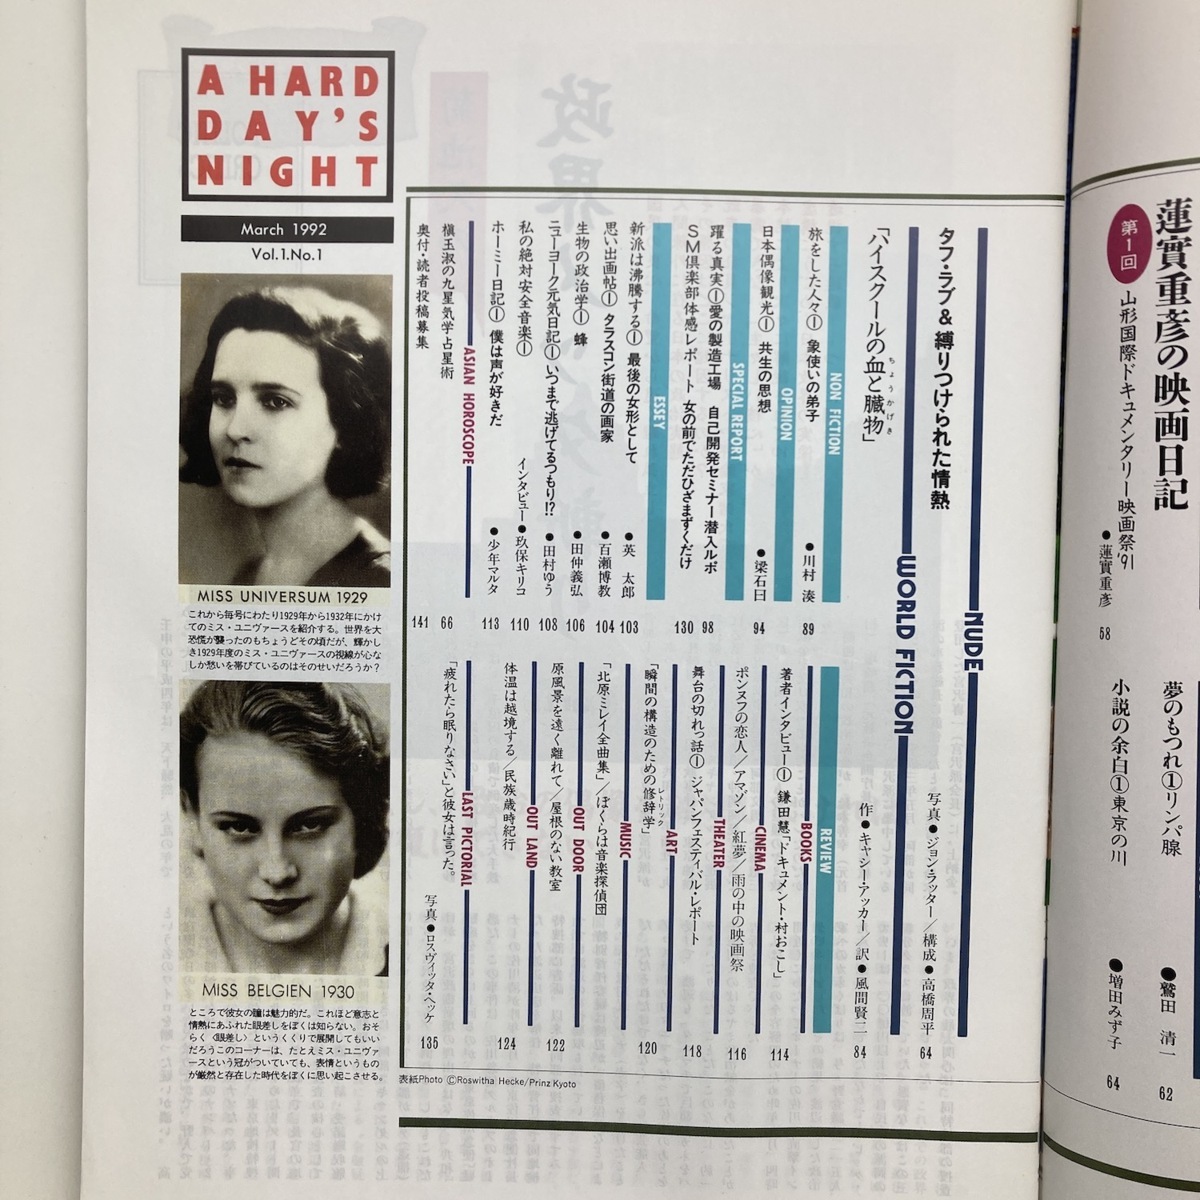 蓮實重彦の映画日記
第1回
山形国際ドキュメンタリー映画祭'91
●蓮實重彦
58
夢のもつれ①リンパ腺
●鷲田 清一
62
小説の余白①東京の川
●増田みず子
64
A HARD
DAY'S
NIGHT
March 1992
Vol.1.No.1
MISS UNIVERSUM 1929
これから毎号にわたり1929年から1932年にかけ
てのミス・ユニヴァースを紹介する。世界を大
恐慌が襲ったのもちょうどその頃だが、輝かし
き1929年度のミス・ユニヴァースの視線が心な
しか愁いを帯びているのはそのせいだろうか?
MISS BELGIEN 1930
ところで彼女の瞳は魅力的だ。これほど意志と
情熱にあふれた眼差しをぼくは知らない。おそ
らく〈眼差し〉というくくりで展開してもいい
だろうこのコーナーは、たとえミス・ユニヴァ
ースという冠がついていても、表情というもの
が厳然と存在した時代をぼくに思い起こさせる。
NUDE
タフ・ラブ& 縛りつけられた情熱
写真●ジョン・ラッター/構成●高橋周平
64
WORLD FICTION
「ハイスクールの血と臓物」
ちょうかげき
作●キャシー・アッカー/訳●風間賢二
84
NON FICTION
旅をした人々① 象使いの弟子
●川村 湊
89
OPINION
日本偶像観光① 共生の思想
●梁石日
94
SPECIAL REPORT
躍る真実①愛の製造工場 自己開発セミナー潜入ルポ
98
SM倶楽部体感レポート 女の前でただひざまずくだけ
130
ESSEY
新派は沸騰する① 最後の女形として
●英 太郎
103
思い出画帖① タラスコン街道の画家
●百瀬博教
104
生物の政治学① 蜂
●田仲義弘
106
ニューヨーク元気日記①いつまで逃げてるつもり!?
●田村ゆう
108
私の絶対安全音楽①
インタビュー●玖保キリコ
110
ホーミー日記① 僕は声が好きだ
●少年マルタ
113
ASIAN HOROSCOPE
槇玉淑の九星気学占星術
66
奥付・読者投稿募集
141
REVIEW
BOOKS
著者インタビュー① 鎌田慧「ドキュメント・村おこし」
114
CINEMA
ポンヌフの恋人/アマゾン/紅夢/雨の中の映画祭
116
THEATER
舞台の切れっ話① ジャパンフェスティバル・レポート
118
ART
「瞬間の構造のための修辞学」
レトリック
120
MUSIC
「北原ミレイ全曲集」/ぼくらは音楽探偵団
OUT DOOR
原風景を遠く離れて/屋根のない教室
122
OUT LAND
体温は越境する/民族歳時紀行
124
LAST PICTORIAL
「疲れたら眠りなさい」と彼女は言った。
写真●ロスヴィッタ・ヘッケ
135
表紙Photo ©Roswitha Hecke/Prinz Kyoto